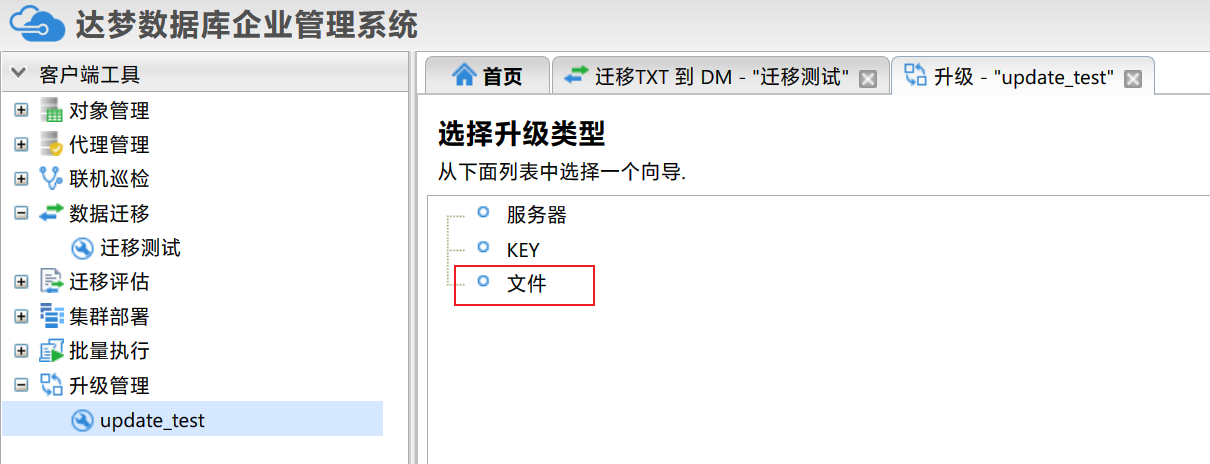 达梦数据库企业管理系统
客户端工具
对象管理
代理管理
联机巡检
数据迁移
迁移测试
迁移评估
集群部署
批量执行
升级管理
update_test
首页
迁移TXT 到 DM - "迁移测试"
升级 - "update_test"
选择升级类型
从下面列表中选择一个向导.
服务器
KEY
文件